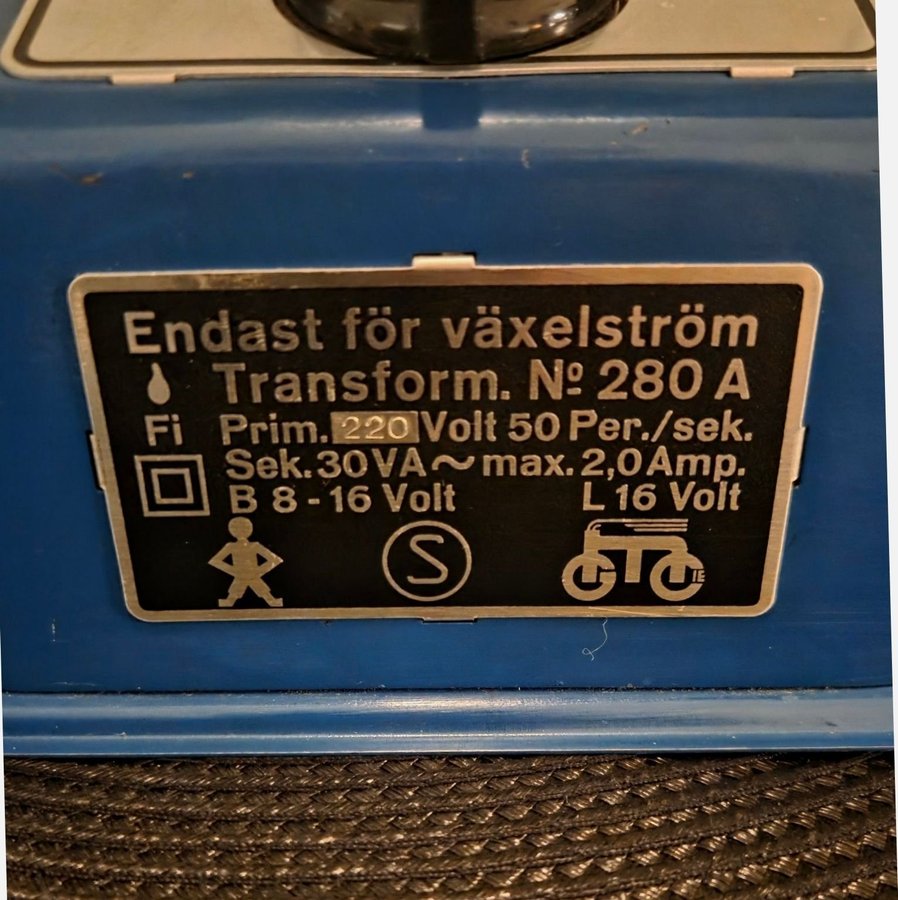 Endast för växelström
Transform. Nº 280 A
Fi Prim. 220 Volt 50 Per./sek.
Sek. 30 VA ~ max. 2,0 Amp.
B 8 - 16 Volt L 16 Volt
S